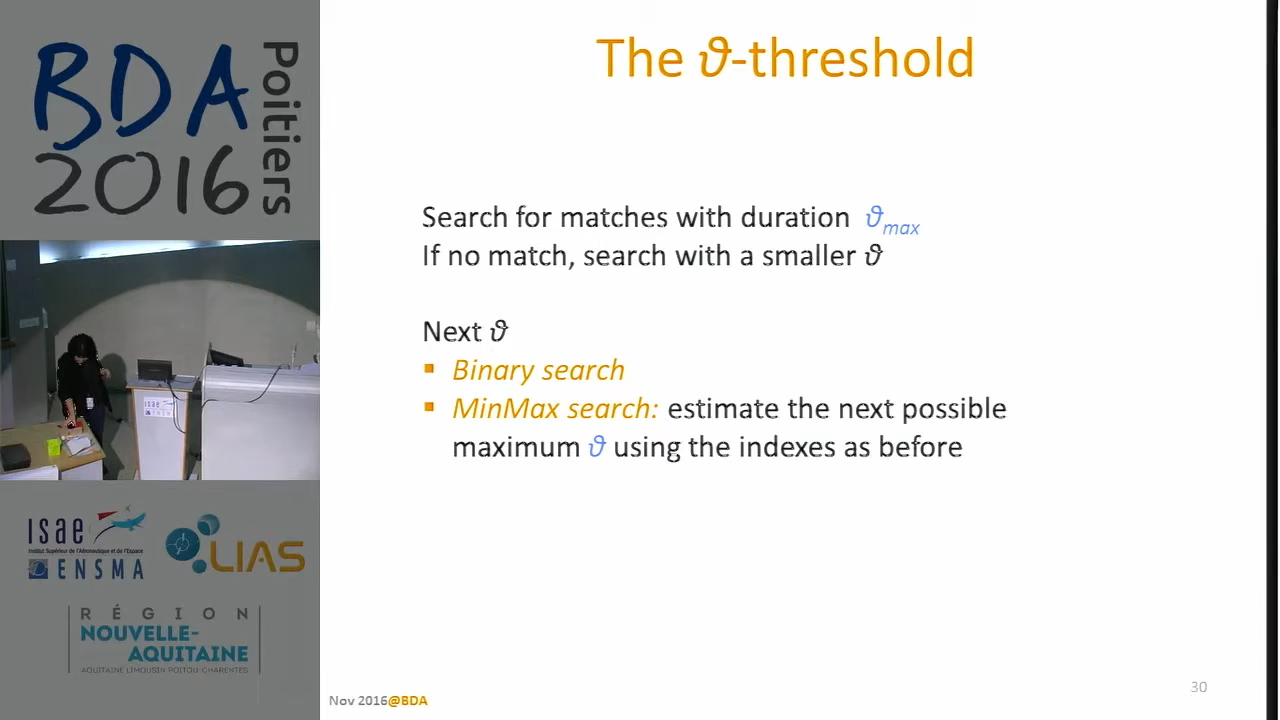 BDA
2016
Poitiers
isae
Institut Supérieur de l'Aéronautique et de l'Espace
ENSMA
LIAS
RÉGION
NOUVELLE-
AQUITAINE
AQUITAINE LIMOUSIN POITOU-CHARENTES
The ϑ-threshold
Search for matches with duration ϑmax
If no match, search with a smaller ϑ
Next ϑ
▪ Binary search
▪ MinMax search: estimate the next possible
maximum ϑ using the indexes as before
Nov 2016@BDA
30
isae